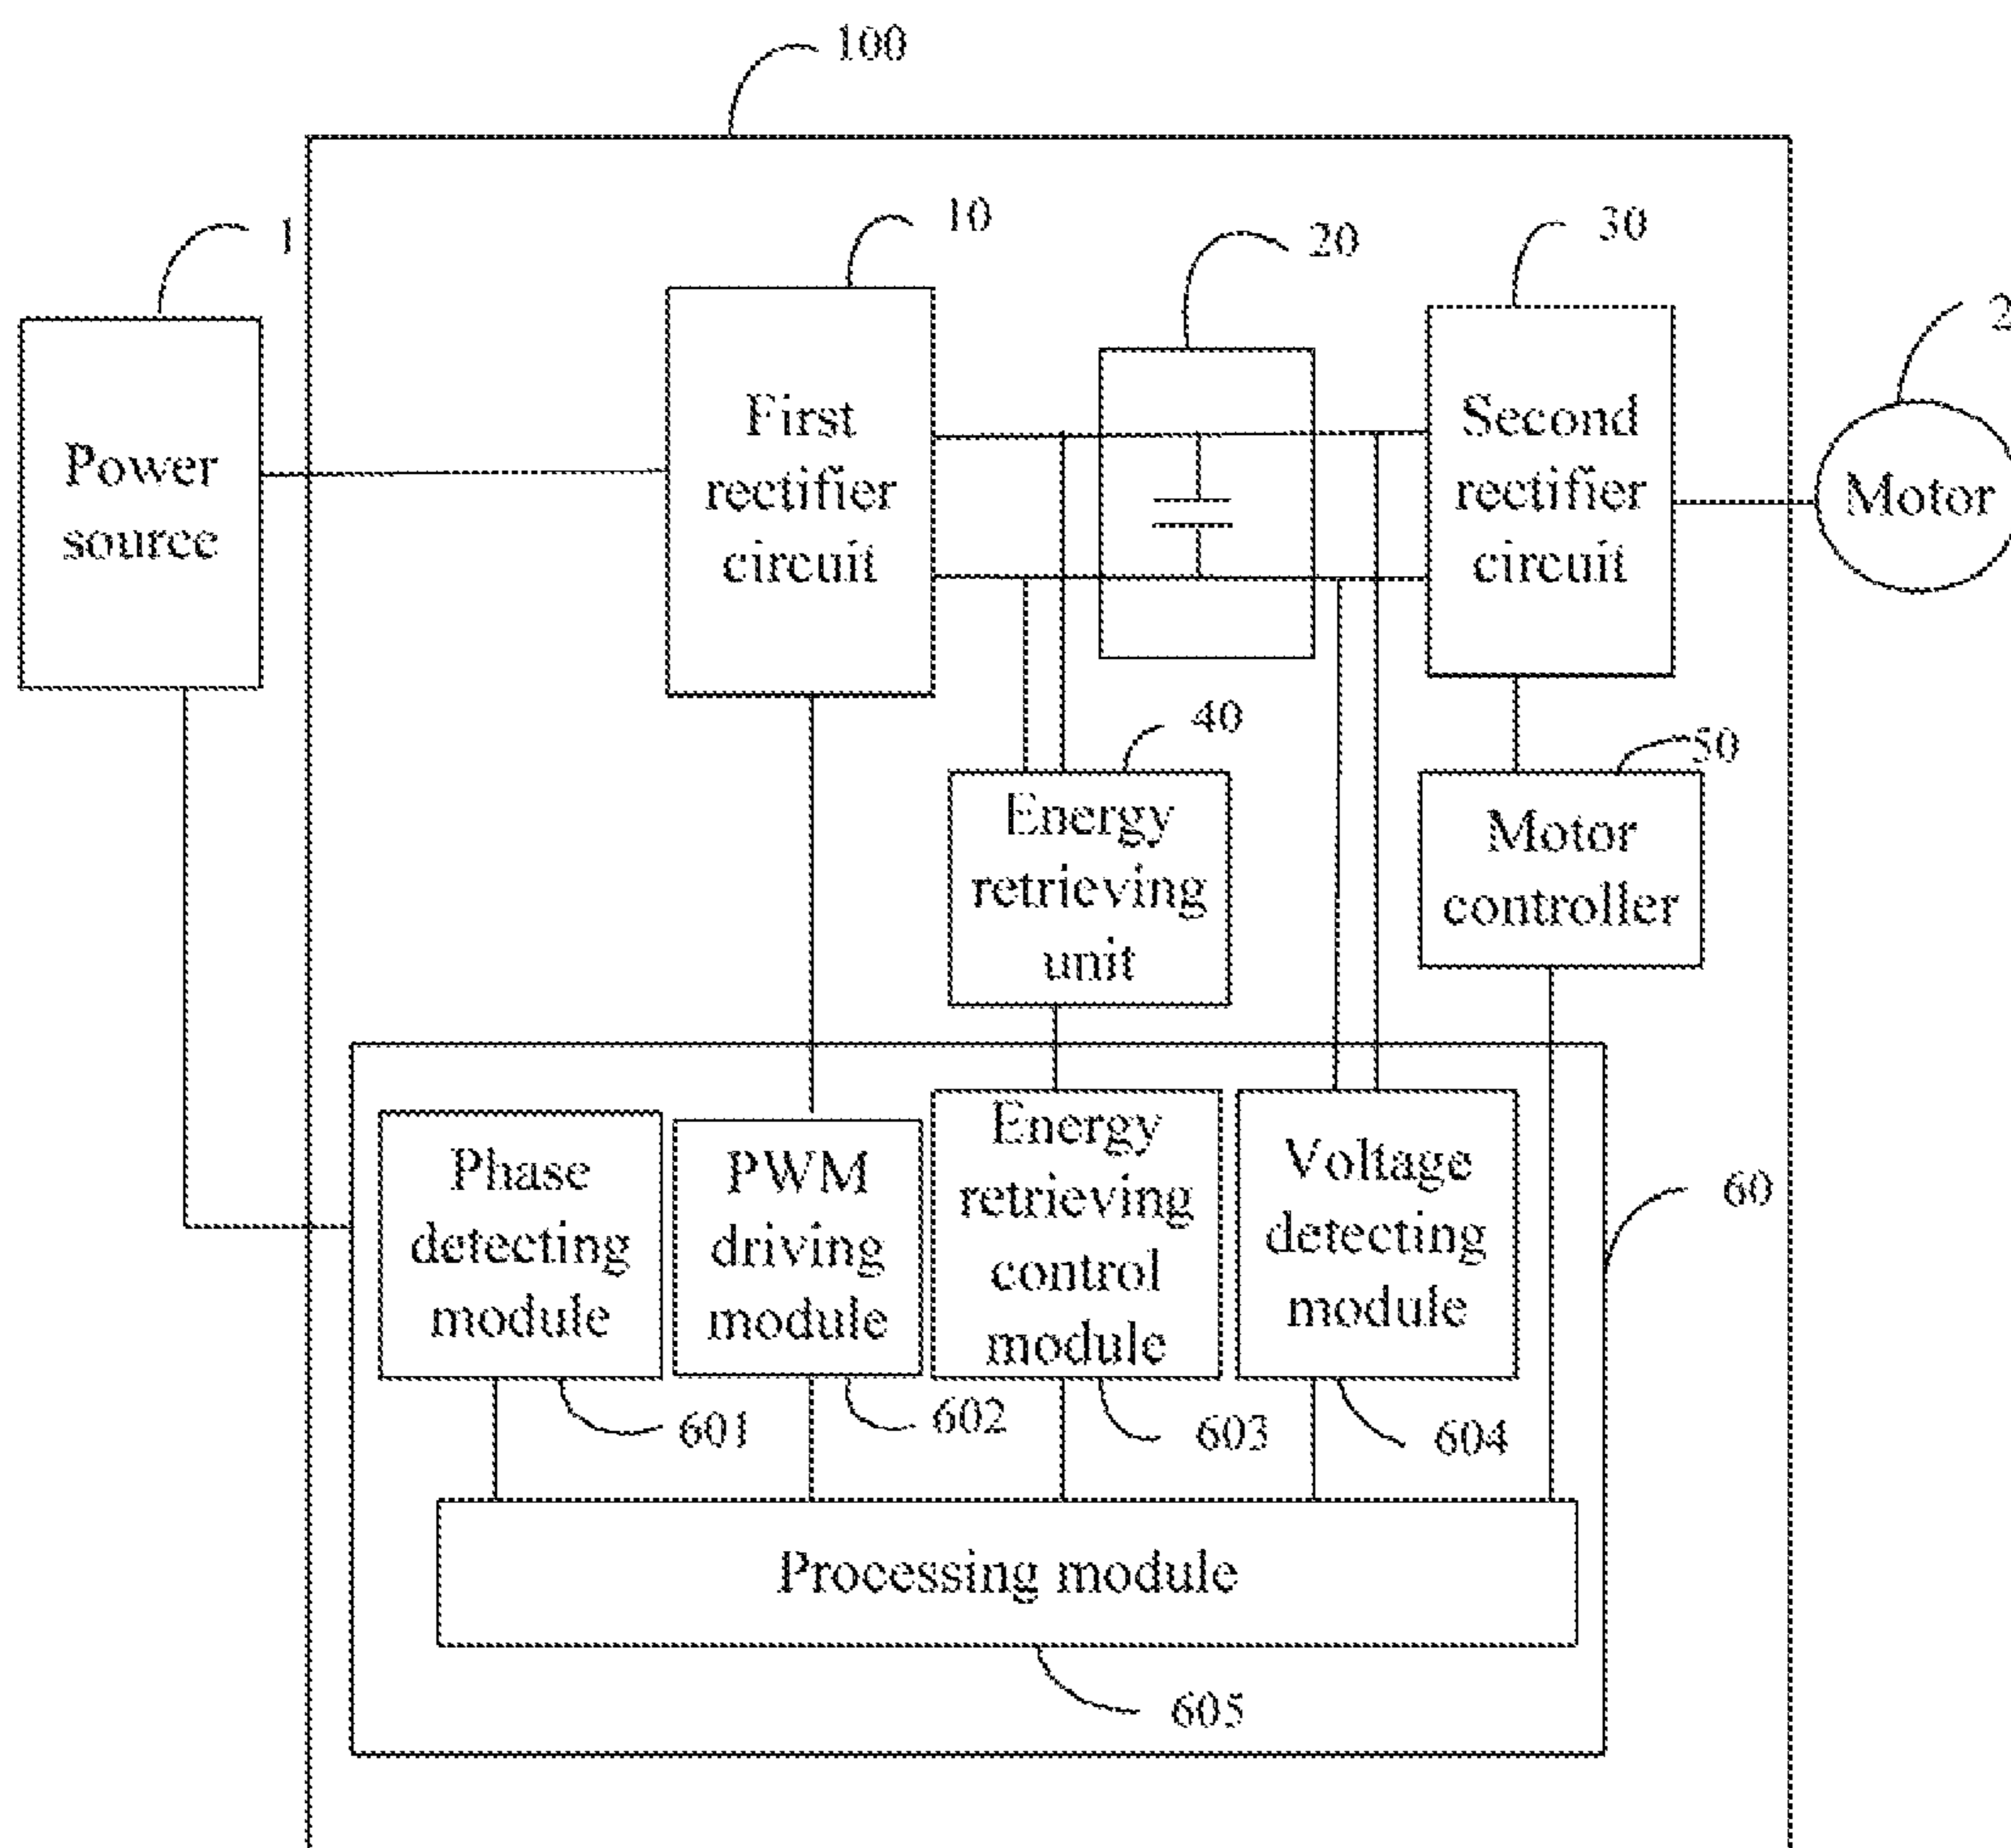 100
1
10
20
30
2
Power
source
First
rectifier
circuit
Second
rectifier
circuit
Motor
40
50
Energy
retrieving
unit
Motor
controller
Phase
detecting
module
PWM
driving
module
Energy
retrieving
control
module
Voltage
detecting
module
60
601
602
603
604
Processing module
605